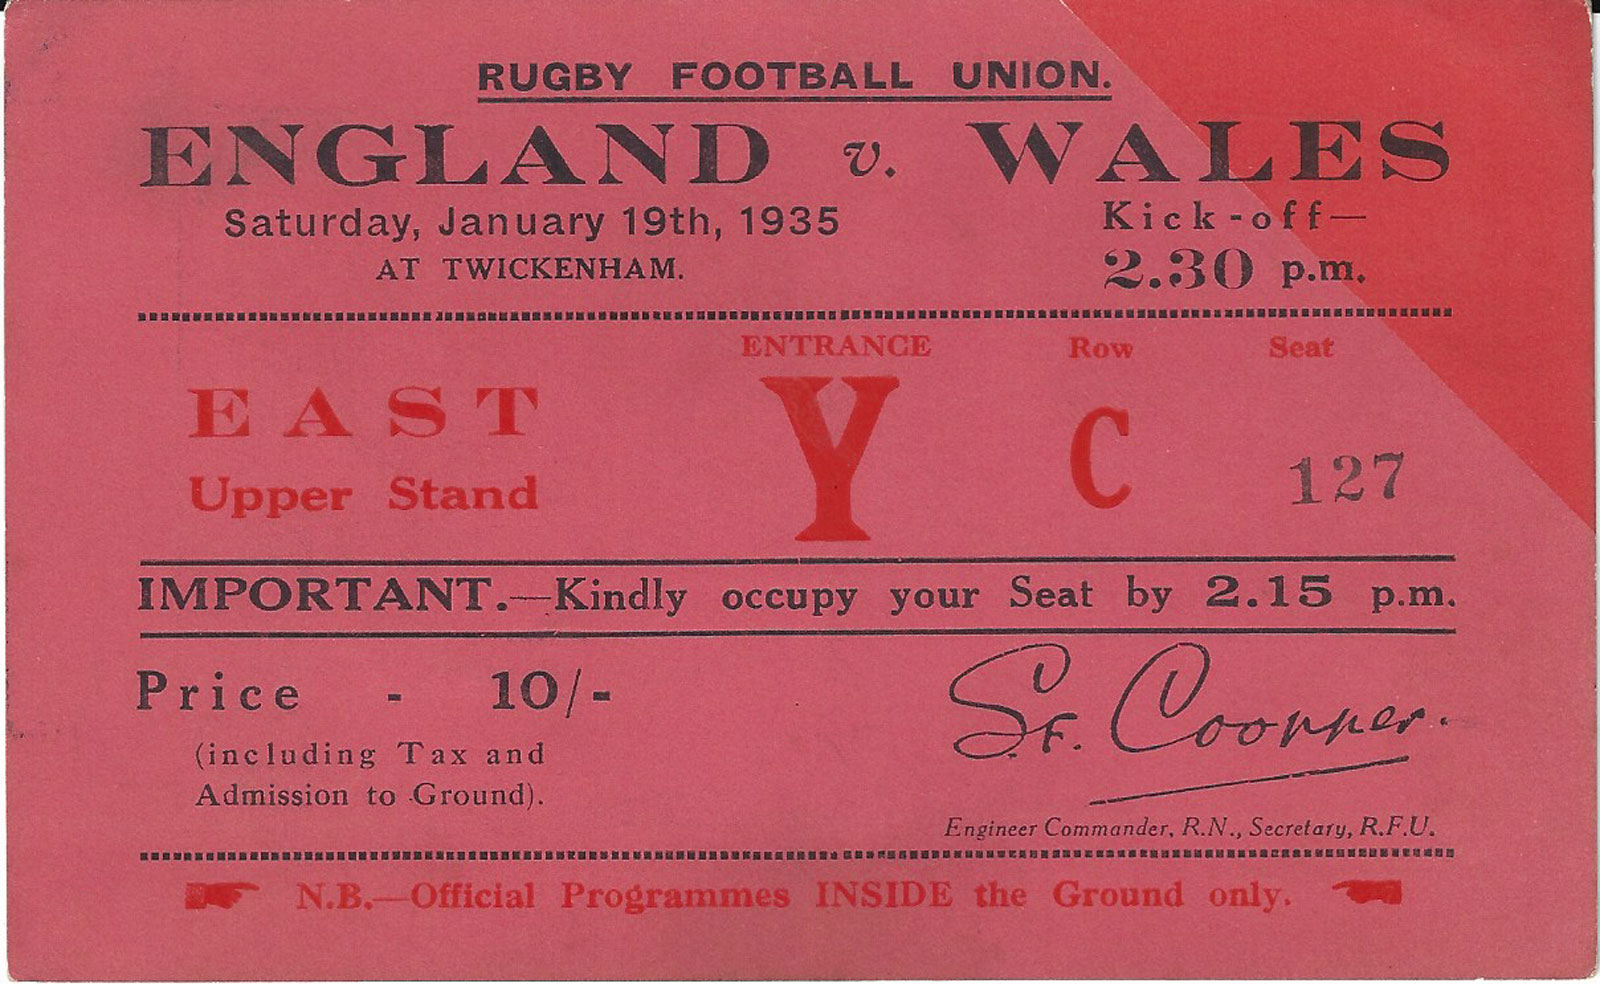 RUGBY FOOTBALL UNION.
ENGLAND v. WALES
Saturday, January 19th, 1935
AT TWICKENHAM.
Kick-off—
2.30 p.m.
EAST
Upper Stand
ENTRANCE
Y
Row
C
Seat
127
IMPORTANT.—Kindly occupy your Seat by 2.15 p.m.
Price - 10/-
(including Tax and
Admission to Ground).
S.F. Coopper.
Engineer Commander, R.N., Secretary, R.F.U.
N.B.—Official Programmes INSIDE the Ground only.